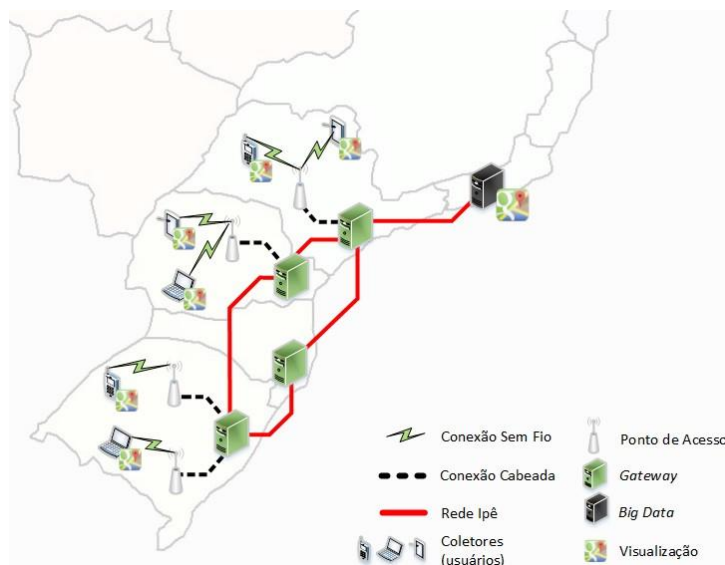 Conexão Sem Fio
Ponto de Acesso
Conexão Cabeada
Gateway
Rede Ipê
Big Data
Coletores
(usuários)
Visualização